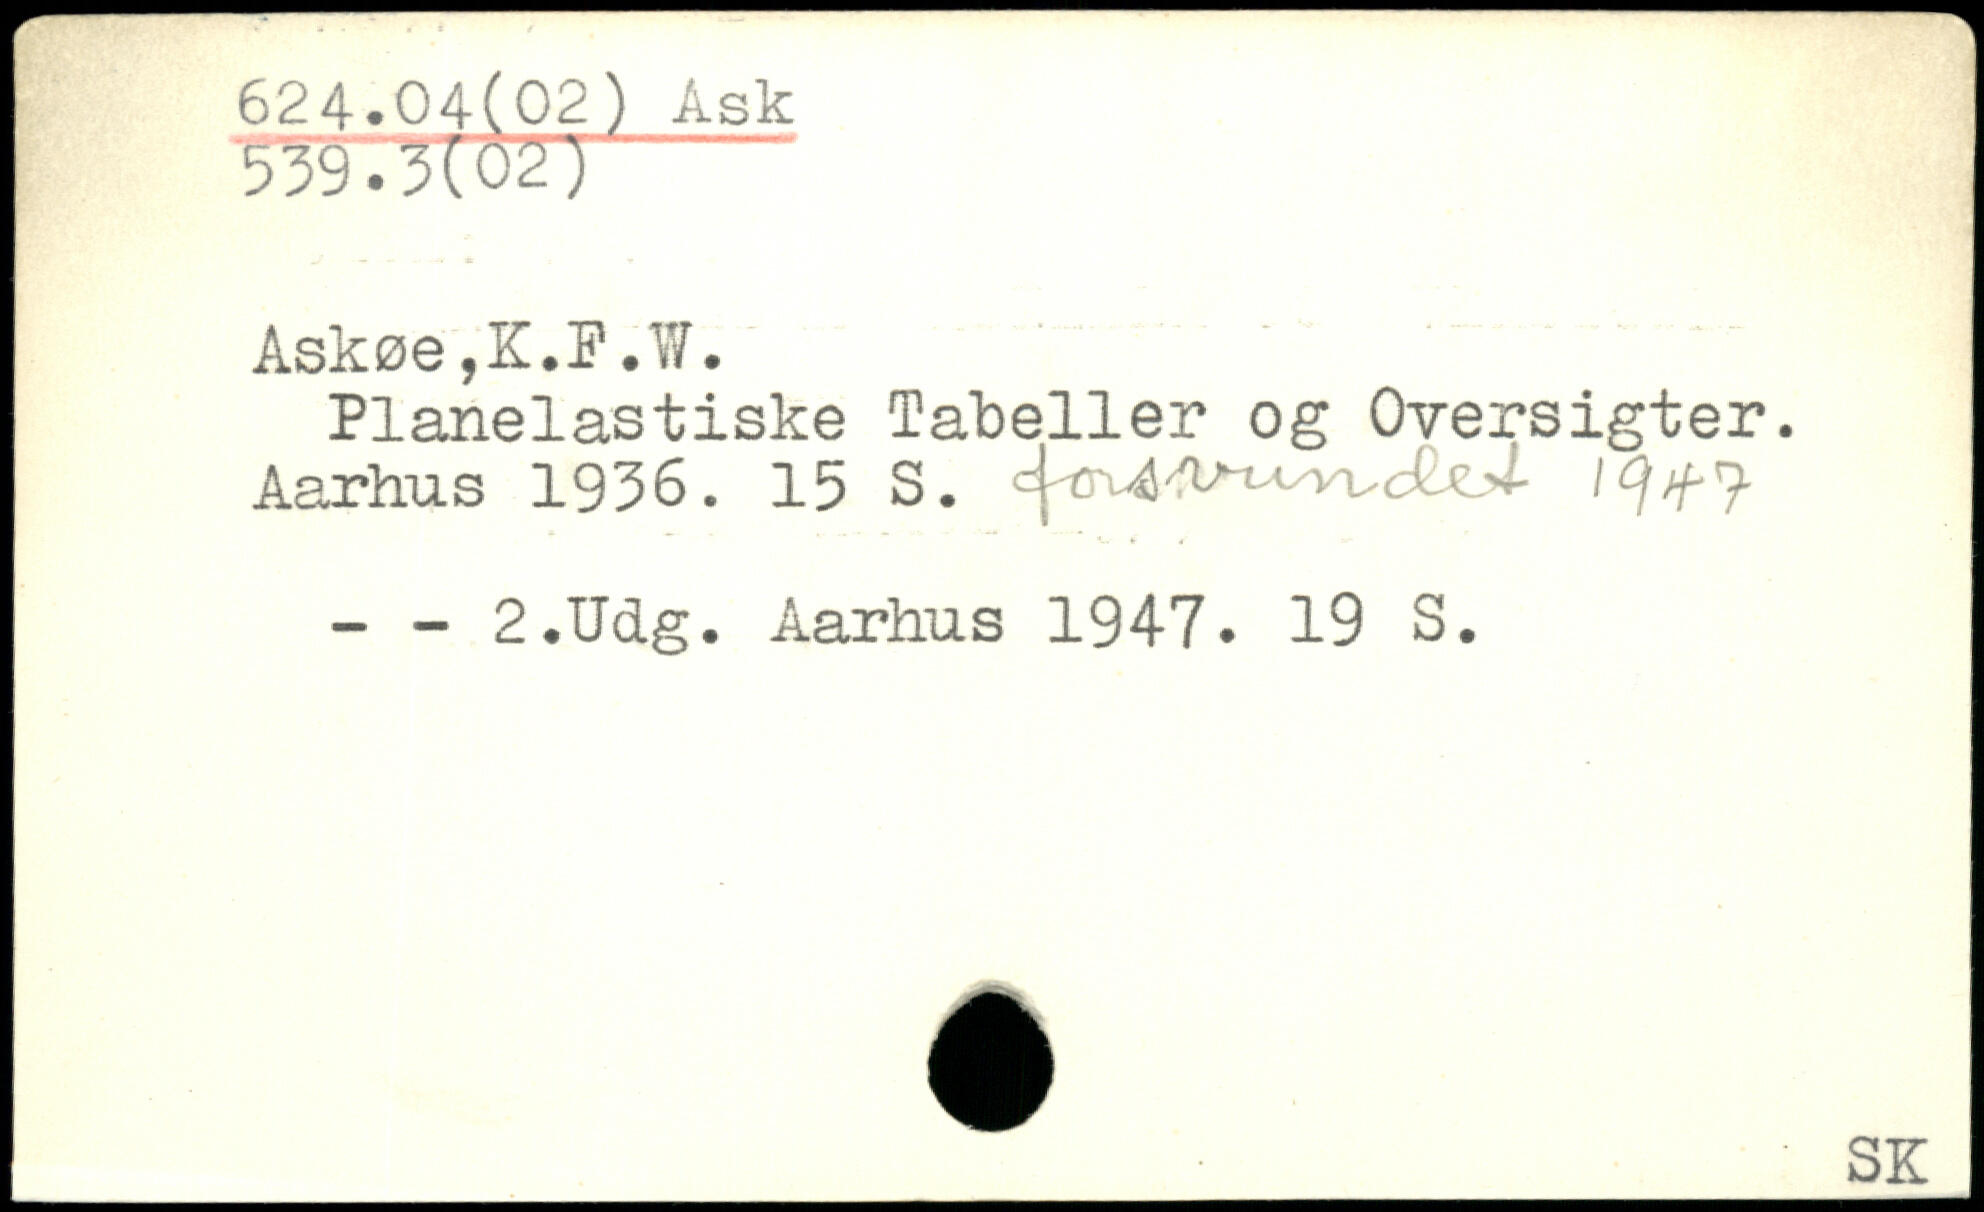 624.04(02) Ask
539.3(02)
Askøe,K.F.W.
Planelastiske Tabeller og Oversigter.
Aarhus 1936. 15 S. forsvundet 1947
- - 2.Udg. Aarhus 1947. 19 S.
SK